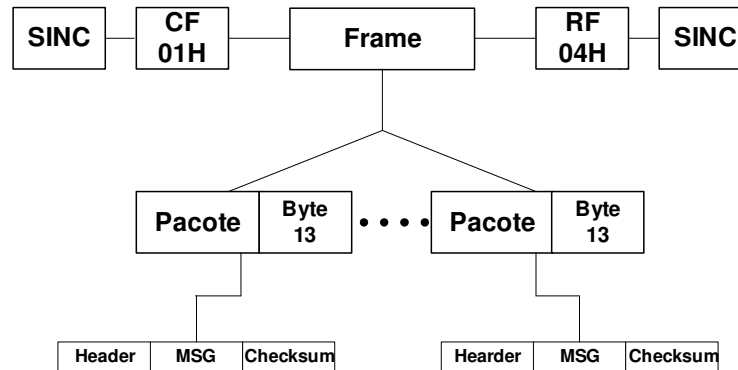 SINC
CF
01H
Frame
RF
04H
SINC
Pacote
Byte
13
Pacote
Byte
13
Header
MSG
Checksum
Hearder
MSG
Checksum